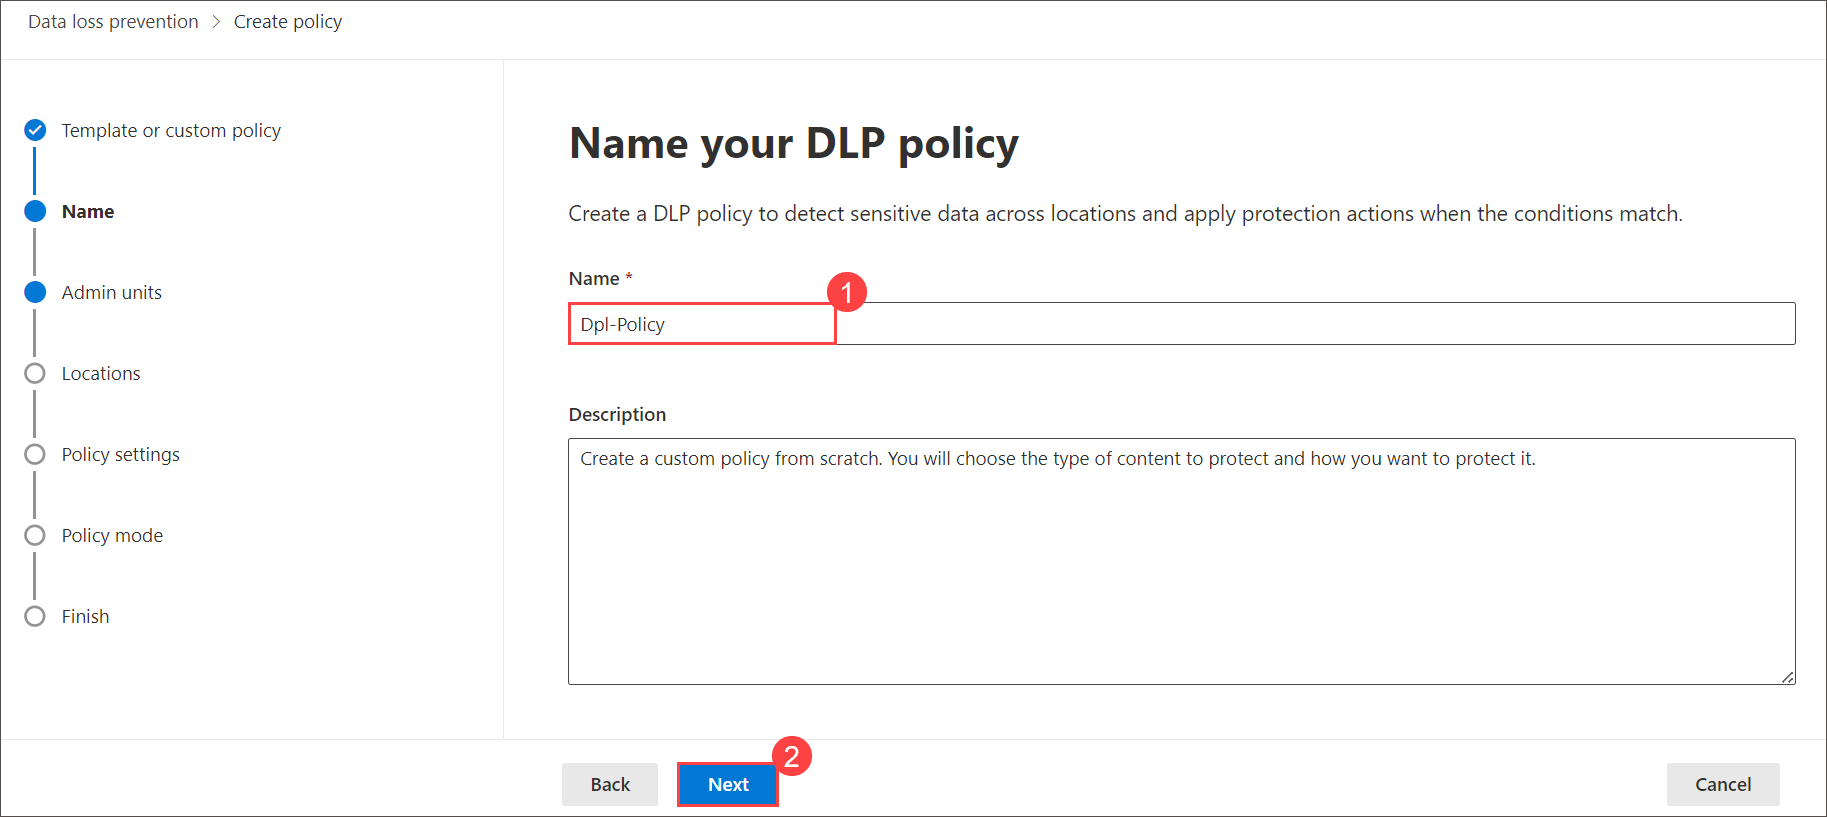 Data loss prevention > Create policy
Template or custom policy
Name
Admin units
Locations
Policy settings
Policy mode
Finish
Name your DLP policy
Create a DLP policy to detect sensitive data across locations and apply protection actions when the conditions match.
Name *
1
Dpl-Policy
Description
Create a custom policy from scratch. You will choose the type of content to protect and how you want to protect it.
2
Back
Next
Cancel